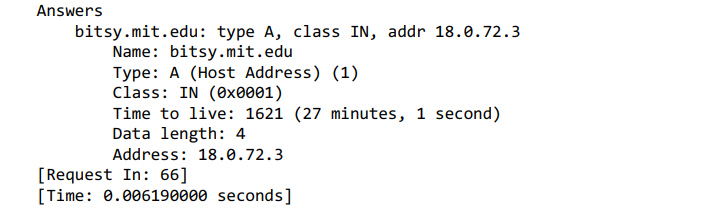 Answers
bitsy.mit.edu: type A, class IN, addr 18.0.72.3
Name: bitsy.mit.edu
Type: A (Host Address) (1)
Class: IN (0x0001)
Time to live: 1621 (27 minutes, 1 second)
Data length: 4
Address: 18.0.72.3
[Request In: 66]
[Time: 0.006190000 seconds]